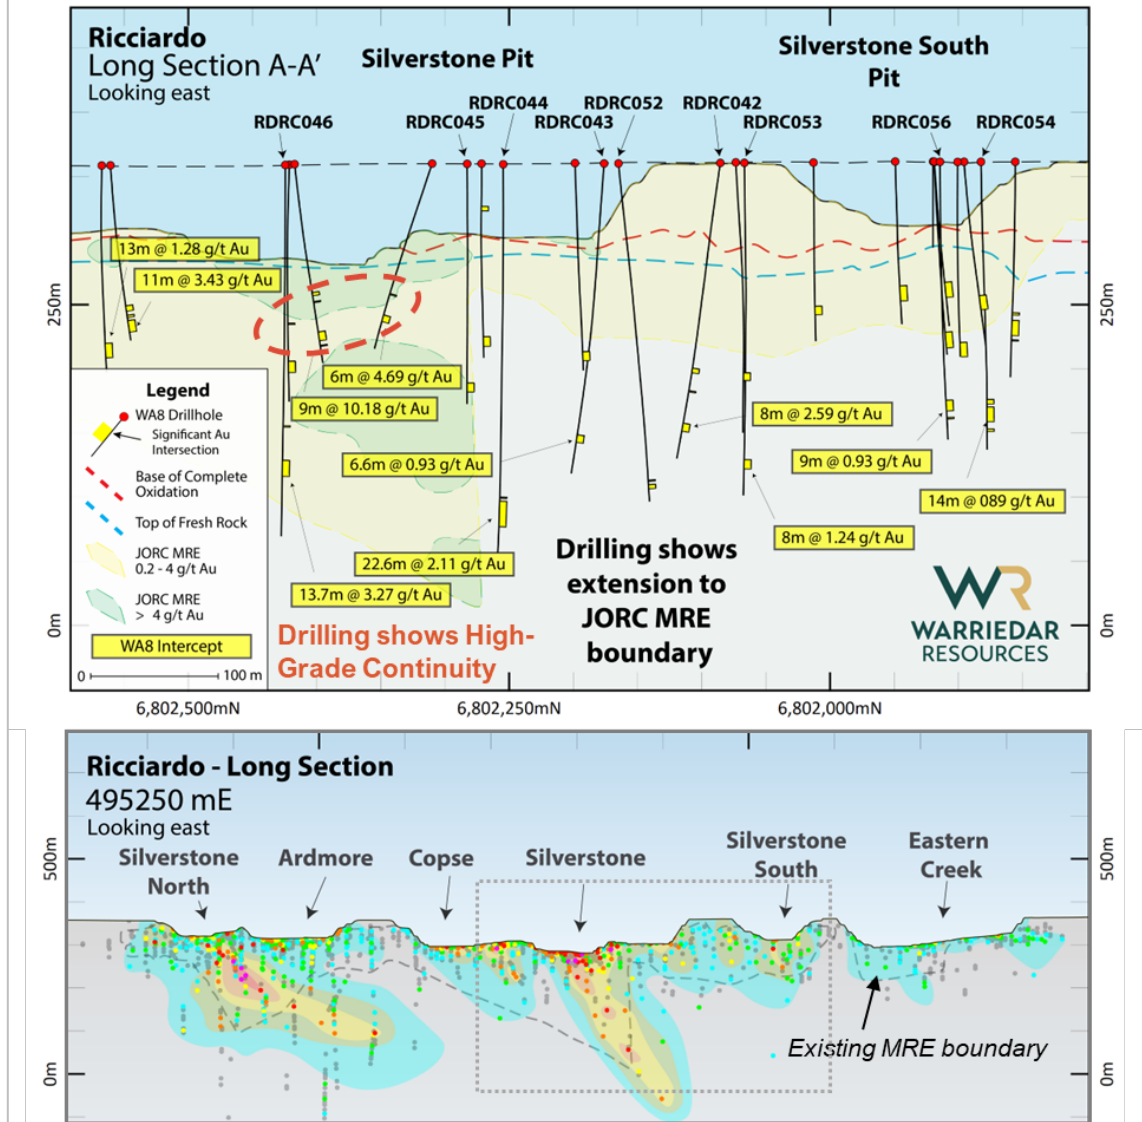 Ricciardo
Long Section A-A’
Looking east
Silverstone Pit
Silverstone South
Pit
RDRC046
RDRC045
RDRC044
RDRC043
RDRC052
RDRC042
RDRC053
RDRC056
RDRC054
13m @ 1.28 g/t Au
11m @ 3.43 g/t Au
250m
250m
6m @ 4.69 g/t Au
9m @ 10.18 g/t Au
8m @ 2.59 g/t Au
6.6m @ 0.93 g/t Au
9m @ 0.93 g/t Au
14m @ 089 g/t Au
8m @ 1.24 g/t Au
22.6m @ 2.11 g/t Au
13.7m @ 3.27 g/t Au
Legend
WA8 Drillhole
Significant Au
Intersection
Base of Complete
Oxidation
Top of Fresh Rock
JORC MRE
0.2 - 4 g/t Au
JORC MRE
> 4 g/t Au
WA8 Intercept
0
100 m
0m
0m
Drilling shows High-
Grade Continuity
Drilling shows
extension to
JORC MRE
boundary
WR
WARRIEDAR
RESOURCES
6,802,500mN
6,802,250mN
6,802,000mN
Ricciardo - Long Section
495250 mE
Looking east
Silverstone
North
Ardmore
Copse
Silverstone
Silverstone
South
Eastern
Creek
500m
500m
0m
0m
Existing MRE boundary